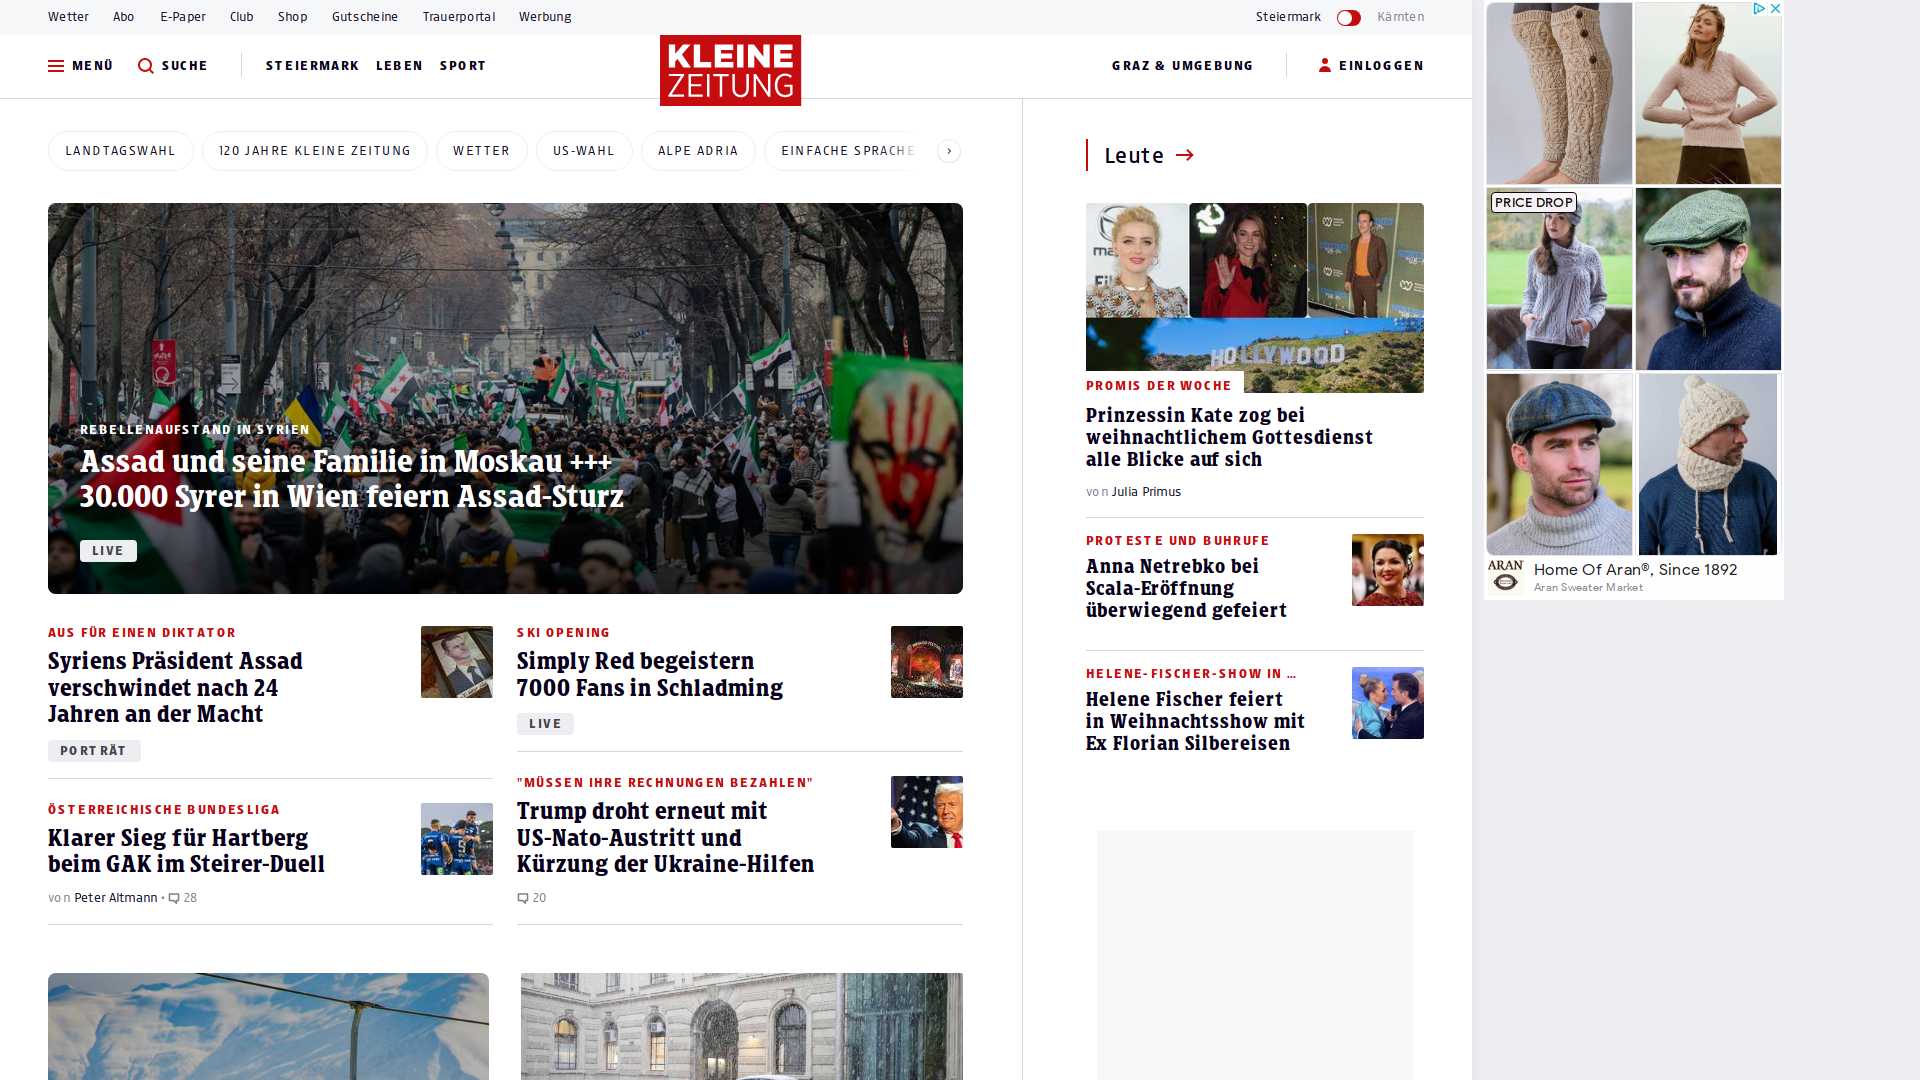 Wetter Abo E-Paper Club Shop Gutscheine Trauerportal Werbung Steiermark Kärnten
MENÜ SUCHE STEIERMARK LEBEN SPORT KLEINE ZEITUNG GRAZ & UMGEBUNG EINLOGGEN
LANDTAGSWAHL 120 JAHRE KLEINE ZEITUNG WETTER US-WAHL ALPE ADRIA EINFACHE SPRACHE
REBELLENAUFSTAND IN SYRIEN
Assad und seine Familie in Moskau +++
30.000 Syrer in Wien feiern Assad-Sturz
LIVE
AUS FÜR EINEN DIKTATOR
Syriens Präsident Assad
verschwindet nach 24
Jahren an der Macht
PORTRÄT
ÖSTERREICHISCHE BUNDESLIGA
Klarer Sieg für Hartberg
beim GAK im Steirer-Duell
von Peter Altmann • 28
SKI OPENING
Simply Red begeistern
7000 Fans in Schladming
LIVE
"MÜSSEN IHRE RECHNUNGEN BEZAHLEN"
Trump droht erneut mit
US-Nato-Austritt und
Kürzung der Ukraine-Hilfen
20
Leute
HOLLYWOOD
PROMIS DER WOCHE
Prinzessin Kate zog bei
weihnachtlichem Gottesdienst
alle Blicke auf sich
von Julia Primus
PROTESTE UND BUHRUFE
Anna Netrebko bei
Scala-Eröffnung
überwiegend gefeiert
HELENE-FISCHER-SHOW IN ...
Helene Fischer feiert
in Weihnachtsshow mit
Ex Florian Silbereisen
PRICE DROP
ARAN
Home Of Aran®, Since 1892
Aran Sweater Market